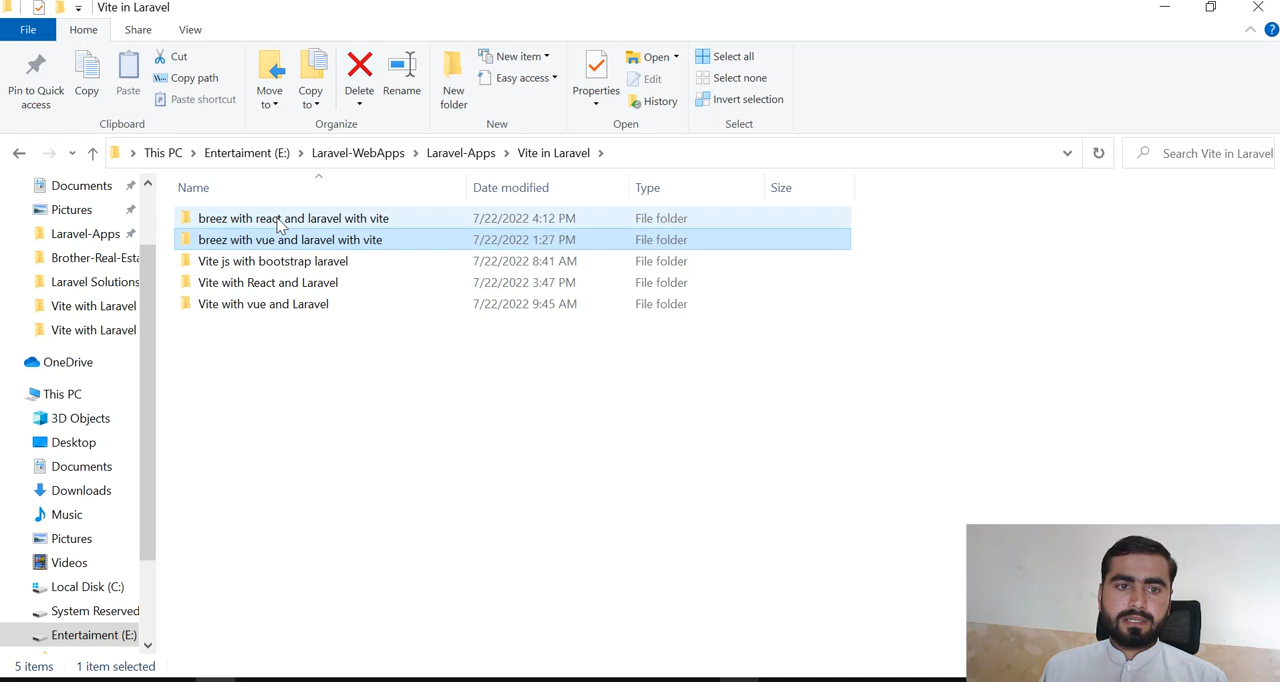 Vite in Laravel
File Home Share View
Pin to Quick access
Copy
Paste
Cut
Copy path
Paste shortcut
Clipboard
Move to
Copy to
Delete
Rename
Organize
New folder
New item
Easy access
New
Properties
Open
Edit
History
Open
Select all
Select none
Invert selection
Select
This PC > Entertaiment (E:) > Laravel-WebApps > Laravel-Apps > Vite in Laravel >
Search Vite in Laravel
Documents
Pictures
Laravel-Apps
Brother-Real-Esta
Laravel Solutions
Vite with Laravel
Vite with Laravel
OneDrive
This PC
3D Objects
Desktop
Documents
Downloads
Music
Pictures
Videos
Local Disk (C:)
System Reserved
Entertaiment (E:)
Name Date modified Type Size
breez with react and laravel with vite 7/22/2022 4:12 PM File folder
breez with vue and laravel with vite 7/22/2022 1:27 PM File folder
Vite js with bootstrap laravel 7/22/2022 8:41 AM File folder
Vite with React and Laravel 7/22/2022 3:47 PM File folder
Vite with vue and Laravel 7/22/2022 9:45 AM File folder
5 items 1 item selected